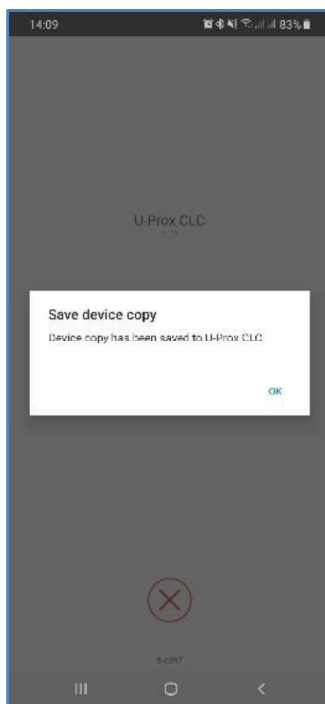 14:09
83%
U-Prox CLC
Save device copy
Device copy has been saved to U-Prox CLC
OK